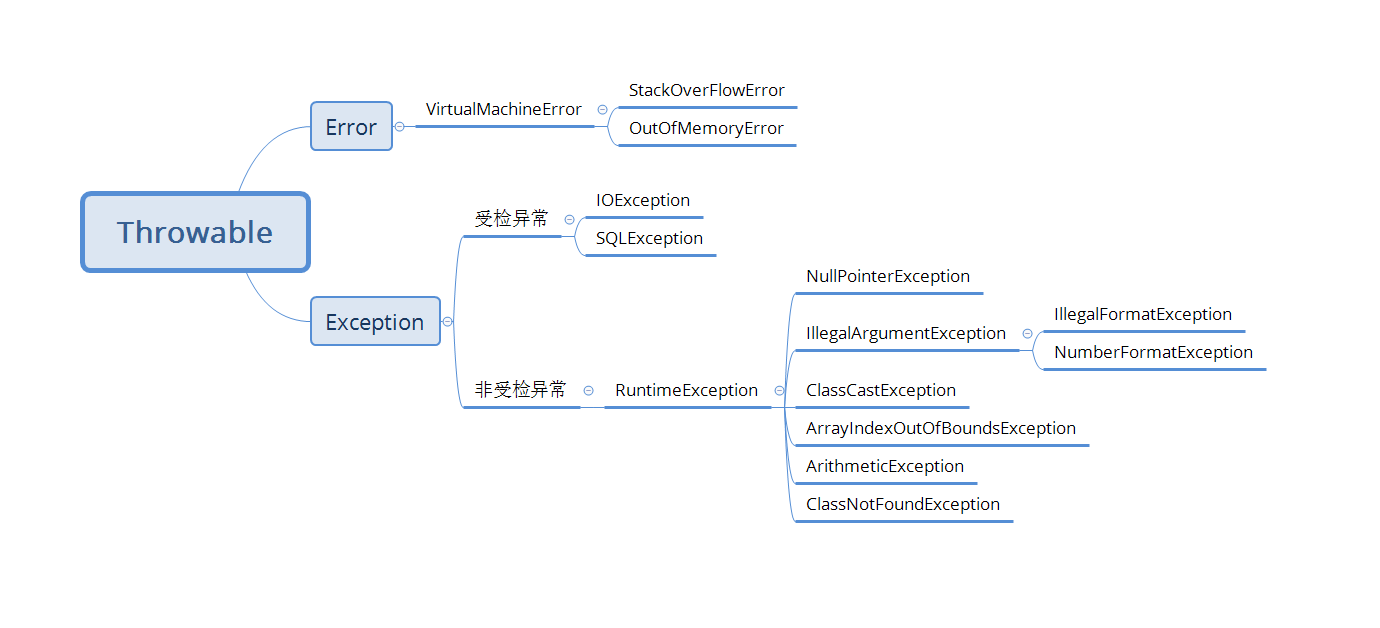 Throwable
Error
VirtualMachineError
StackOverFlowError
OutOfMemoryError
Exception
受检异常
IOException
SQLException
非受检异常
RuntimeException
NullPointerException
IllegalArgumentException
IllegalFormatException
NumberFormatException
ClassCastException
ArrayIndexOutOfBoundsException
ArithmeticException
ClassNotFoundException